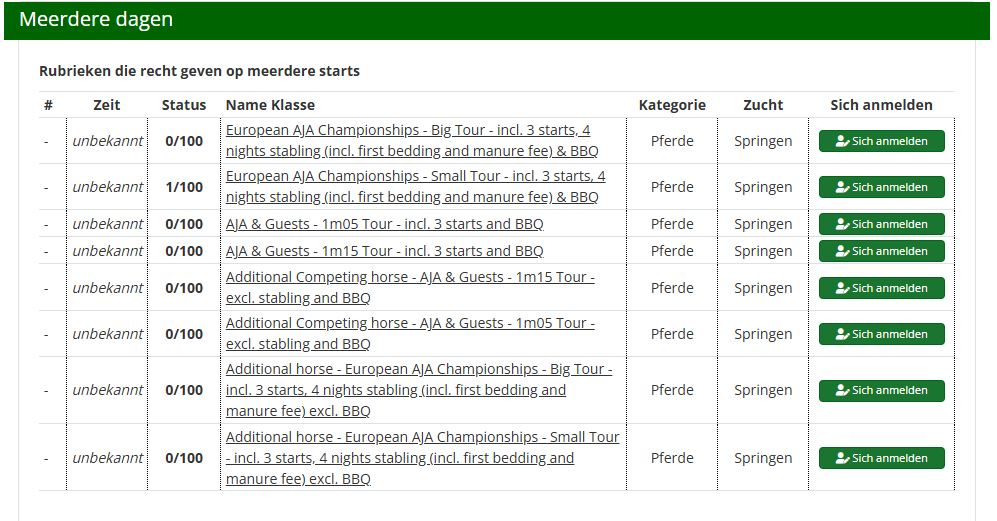 Meerdere dagen
Rubrieken die recht geven op meerdere starts
# Zeit Status Name Klasse Kategorie Zucht Sich anmelden
- unbekannt 0/100 European AJA Championships - Big Tour - incl. 3 starts, 4 Pferde Springen Sich anmelden
nights stabling (incl. first bedding and manure fee) & BBQ
- unbekannt 1/100 European AJA Championships - Small Tour - incl. 3 starts, 4 Pferde Springen Sich anmelden
nights stabling (incl. first bedding and manure fee) & BBQ
- unbekannt 0/100 AJA & Guests - 1m05 Tour - incl. 3 starts and BBQ Pferde Springen Sich anmelden
- unbekannt 0/100 AJA & Guests - 1m15 Tour - incl. 3 starts and BBQ Pferde Springen Sich anmelden
- unbekannt 0/100 Additional Competing horse - AJA & Guests - 1m15 Tour - Pferde Springen Sich anmelden
excl. stabling and BBQ
- unbekannt 0/100 Additional Competing horse - AJA & Guests - 1m05 Tour - Pferde Springen Sich anmelden
excl. stabling and BBQ
- unbekannt 0/100 Additional horse - European AJA Championships - Big Tour - Pferde Springen Sich anmelden
incl. 3 starts, 4 nights stabling (incl. first bedding and
manure fee) excl. BBQ
- unbekannt 0/100 Additional horse - European AJA Championships - Small Tour Pferde Springen Sich anmelden
- incl. 3 starts, 4 nights stabling (incl. first bedding and
manure fee) excl. BBQ